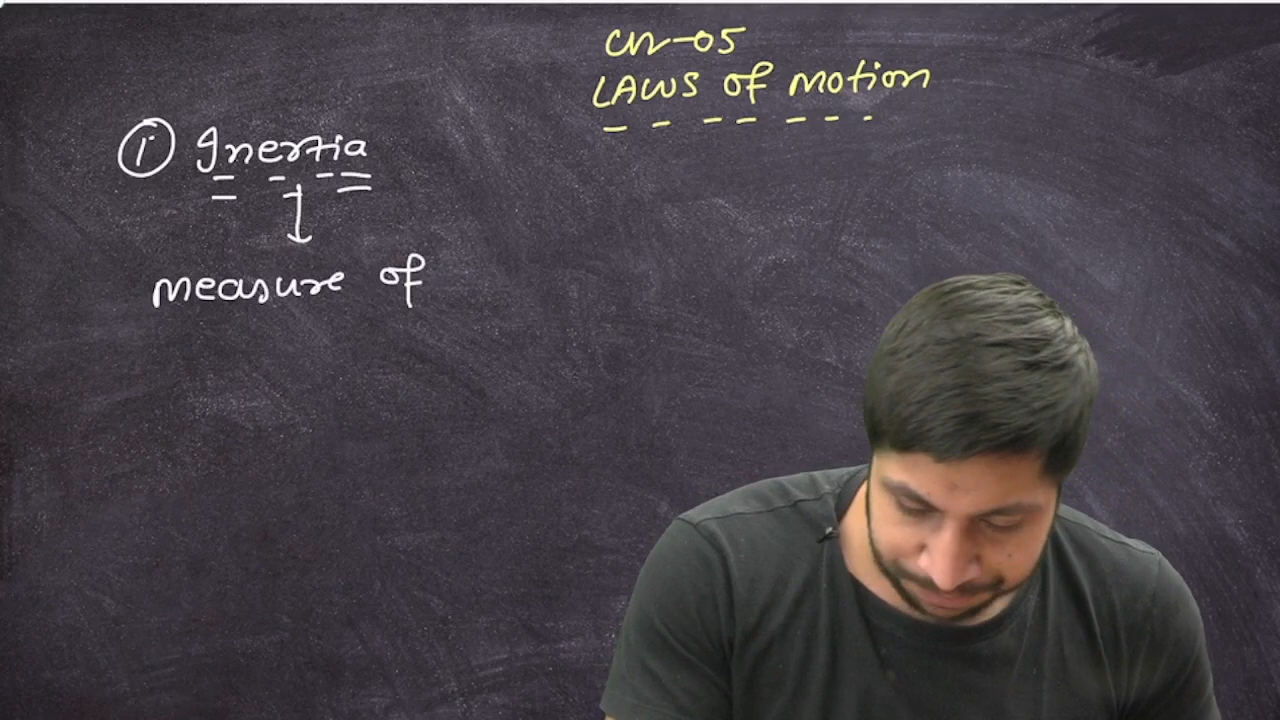 CH-05
LAWS of motion
① Inertia
measure of